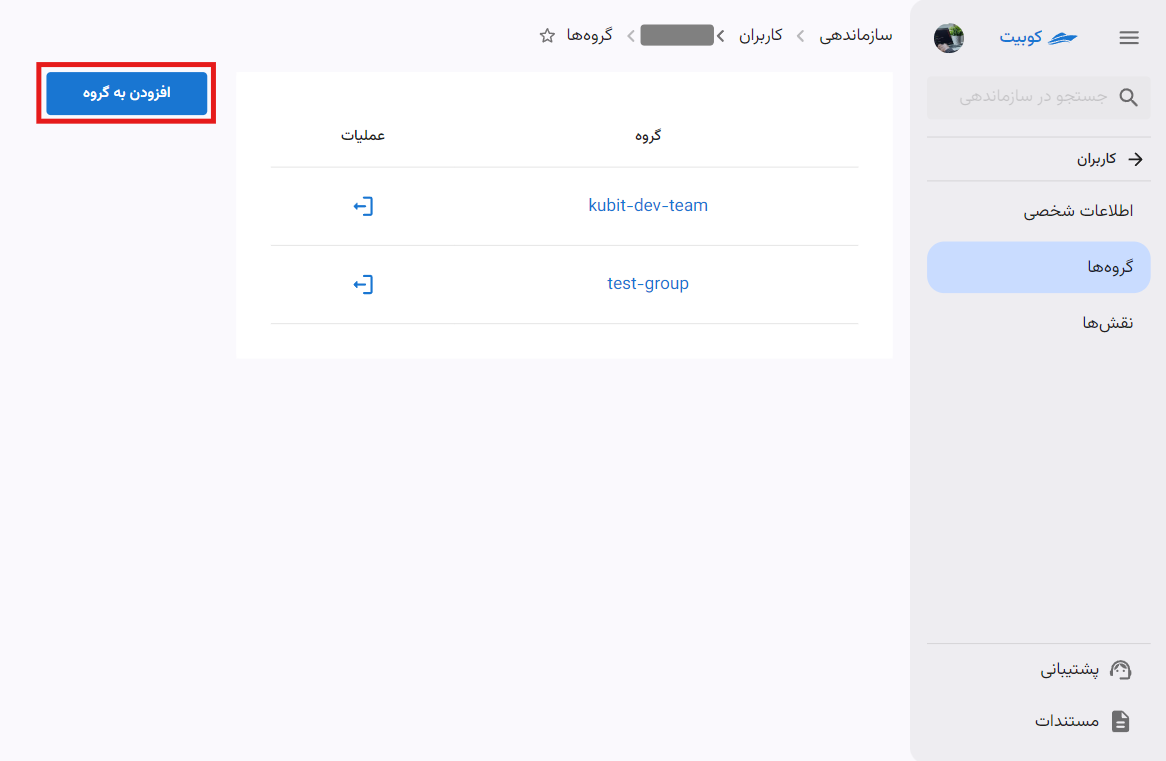 کوبیت
جستجو در سازماندهی
کاربران
اطلاعات شخصی
گروه‌ها
نقش‌ها
پشتیبانی
مستندات
سازماندهی
کاربران
گروه‌ها
گروه عملیات
kubit-dev-team
test-group
افزودن به گروه